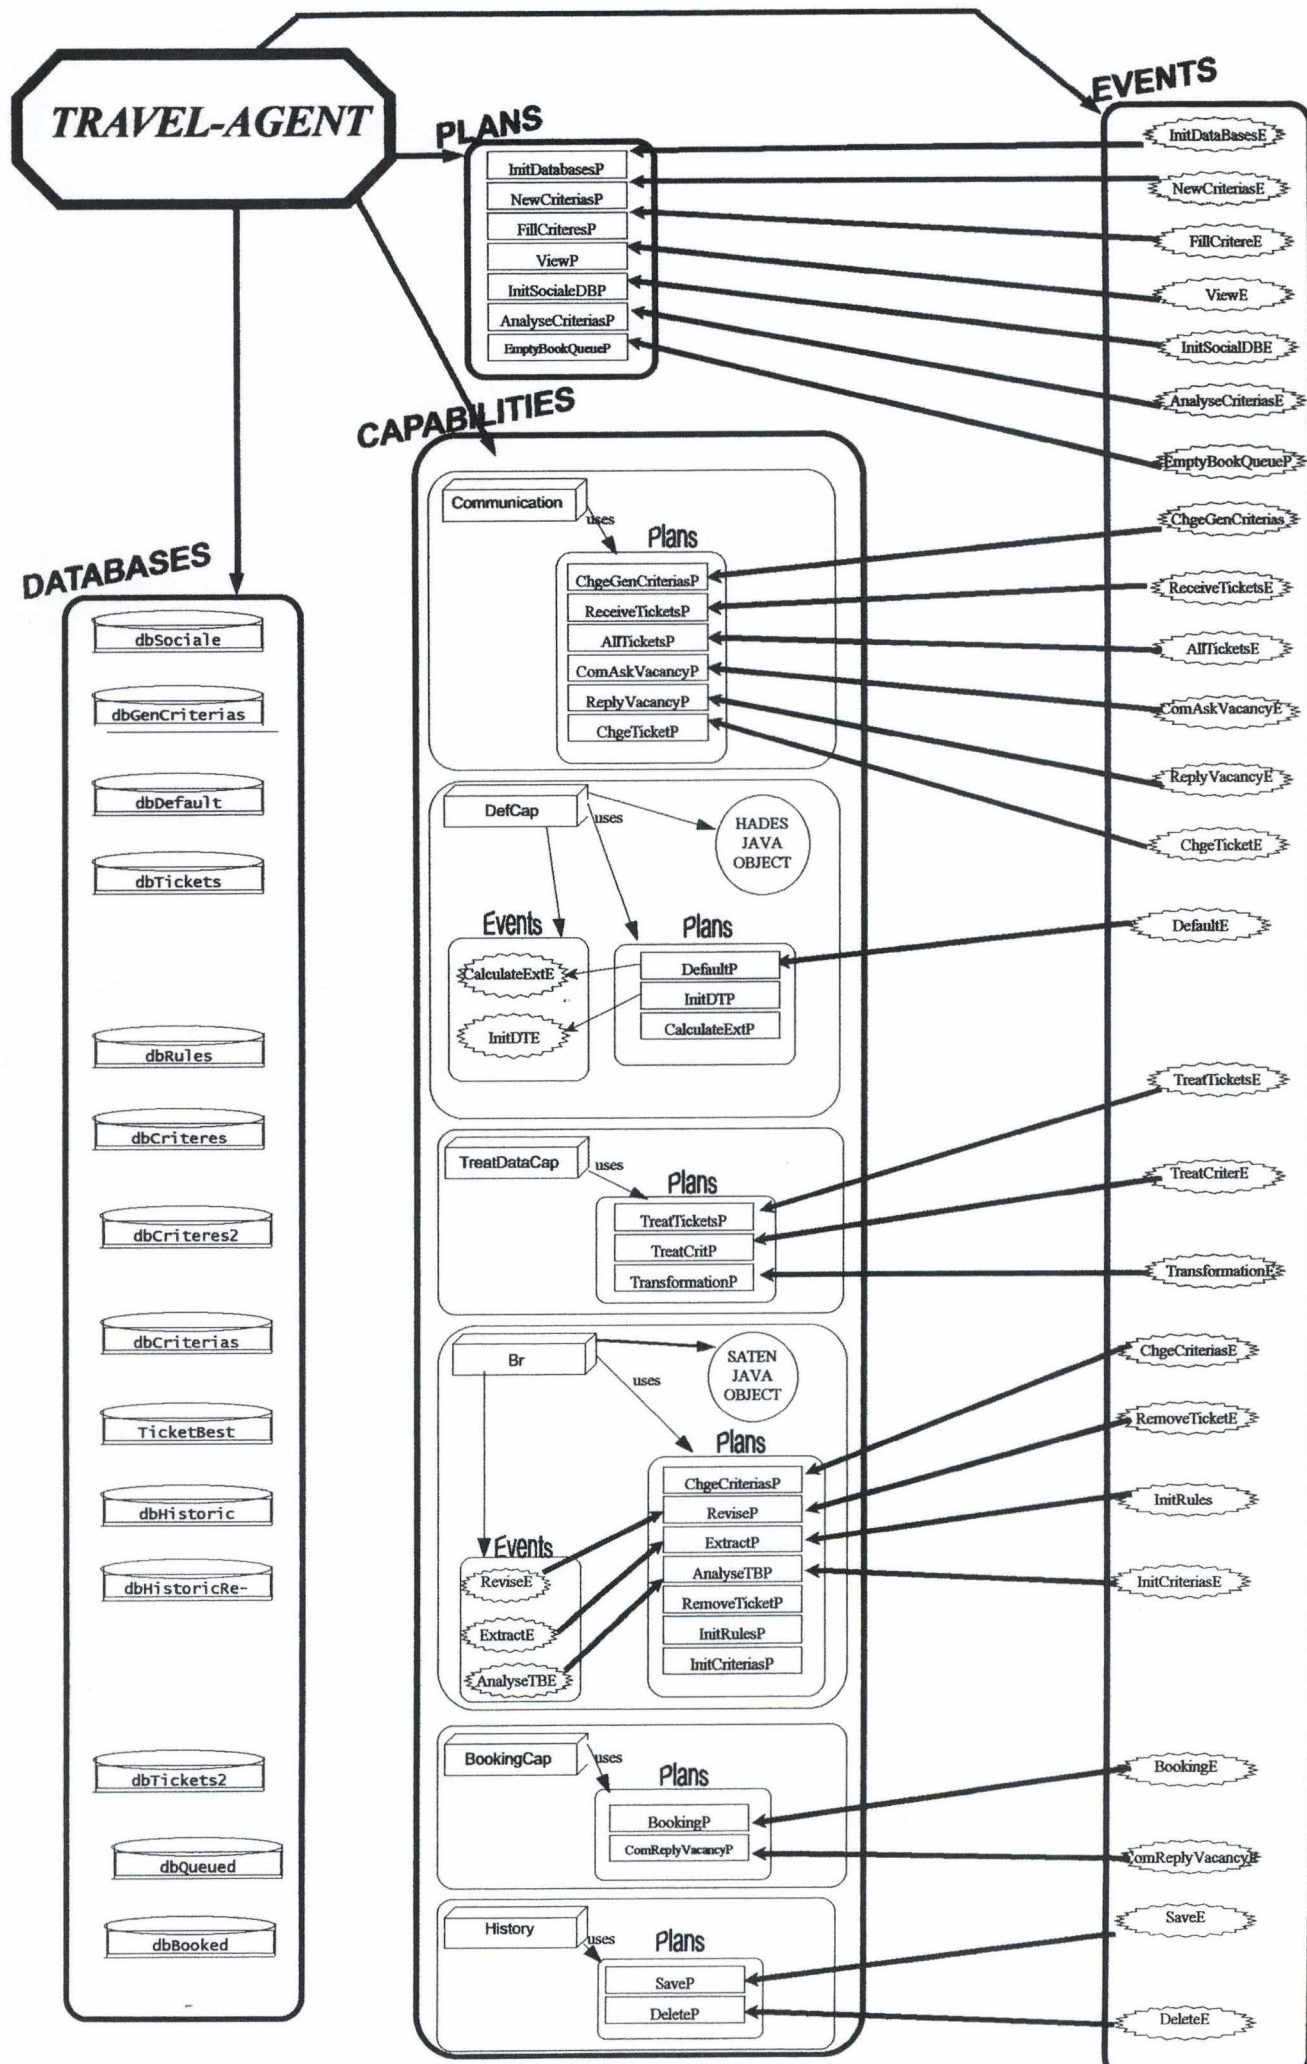 TRAVEL-AGENT
PLANS
InitDatabasesP
NewCriteriasP
FillCriteresP
ViewP
InitSocialeDBP
AnalyseCriteriasP
EmptyBookQueueP
EVENTS
InitDataBasesE
NewCriteriasE
FillCritereE
ViewE
InitSocialDBE
AnalyseCriteriasE
EmptyBookQueueP
ChgeGenCriterias
ReceiveTicketsE
AllTicketsE
ComAskVacancyE
ReplyVacancyE
ChgeTicketE
DefaultE
TreatTicketsE
TreatCriterE
TransformationE
ChgeCriteriasE
RemoveTicketE
InitRules
InitCriteriasE
BookingE
ComReplyVacancyE
SaveE
DeleteE
CAPABILITIES
Communication
uses
Plans
ChgeGenCriteriasP
ReceiveTicketsP
AllTicketsP
ComAskVacancyP
ReplyVacancyP
ChgeTicketP
DefCap
uses
HADES
JAVA
OBJECT
Events
CalculateExtE
InitDTE
Plans
DefaultP
InitDTP
CalculateExtP
TreatDataCap
uses
Plans
TreatTicketsP
TreatCritP
TransformationP
Br
uses
SATEN
JAVA
OBJECT
Plans
ChgeCriteriasP
ReviseP
ExtractP
AnalyseTBP
RemoveTicketP
InitRulesP
InitCriteriasP
Events
ReviseE
ExtractE
AnalyseTBE
BookingCap
uses
Plans
BookingP
ComReplyVacancyP
History
uses
Plans
SaveP
DeleteP
DATABASES
dbSociale
dbGenCriterias
dbDefault
dbTickets
dbRules
dbCriteres
dbCriteres2
dbCriterias
TicketBest
dbHistoric
dbHistoricRe-
dbTickets2
dbQueued
dbBooked